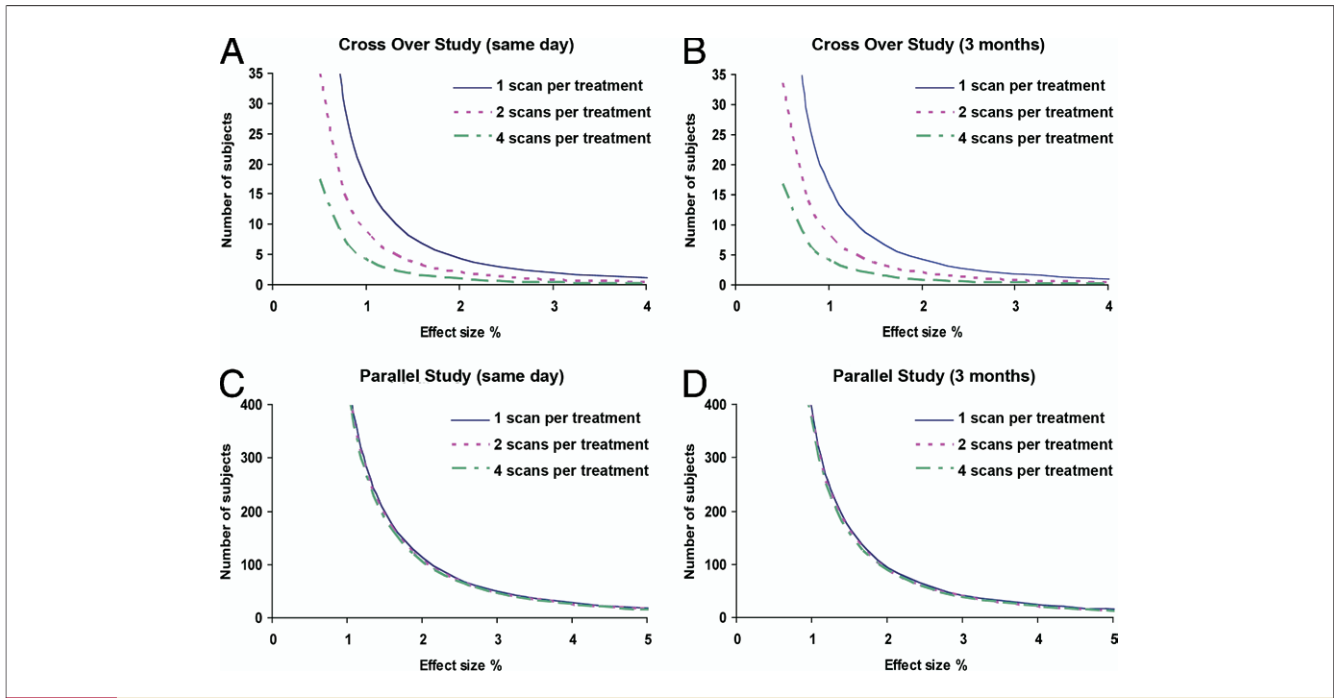 A
Cross Over Study (same day)
35
30
25
20
15
10
5
0
Number of subjects
1 scan per treatment
2 scans per treatment
4 scans per treatment
0 1 2 3 4
Effect size %
B
Cross Over Study (3 months)
35
30
25
20
15
10
5
0
Number of subjects
1 scan per treatment
2 scans per treatment
4 scans per treatment
0 1 2 3 4
Effect size %
C
Parallel Study (same day)
400
300
200
100
0
Number of subjects
1 scan per treatment
2 scans per treatment
4 scans per treatment
0 1 2 3 4 5
Effect size %
D
Parallel Study (3 months)
400
300
200
100
0
Number of subjects
1 scan per treatment
2 scans per treatment
4 scans per treatment
0 1 2 3 4 5
Effect size %